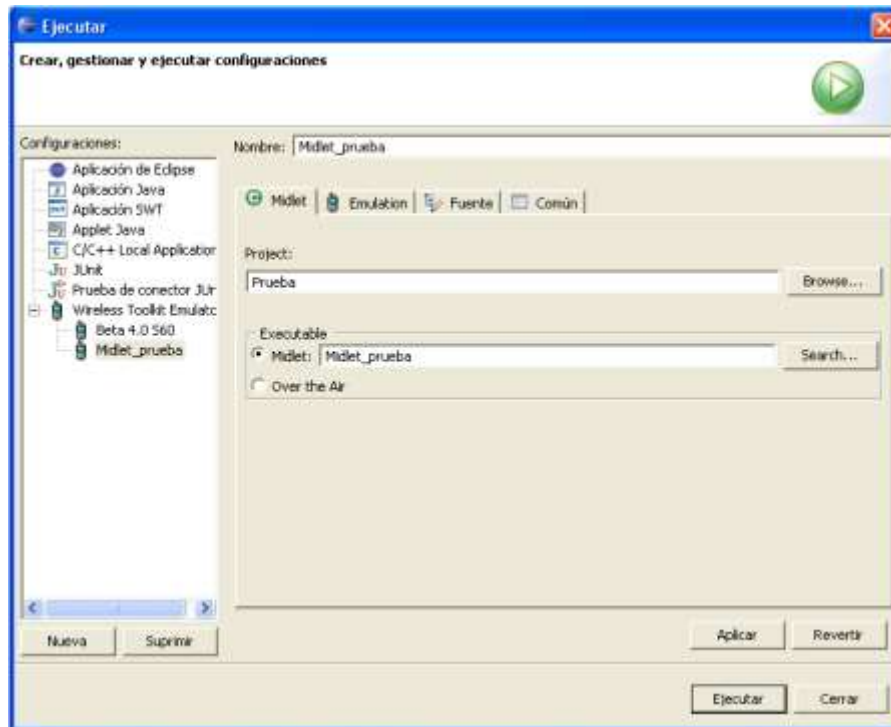 Ejecutar
Crear, gestionar y ejecutar configuraciones
Configuraciones:
Aplicación de Eclipse
Aplicación Java
Aplicación SWT
Applet Java
C/C++ Local Application
JUnit
Prueba de conector JUr
Wireless Toolkit Emulatc
Beta 4.0 S60
Midlet_prueba
Nueva
Suprimir
Nombre: Midlet_prueba
Midlet
Emulation
Fuente
Común
Project:
Prueba
Browse...
Executable
Midlet: Midlet_prueba
Search...
Over the Air
Aplicar
Revertir
Ejecutar
Cerrar